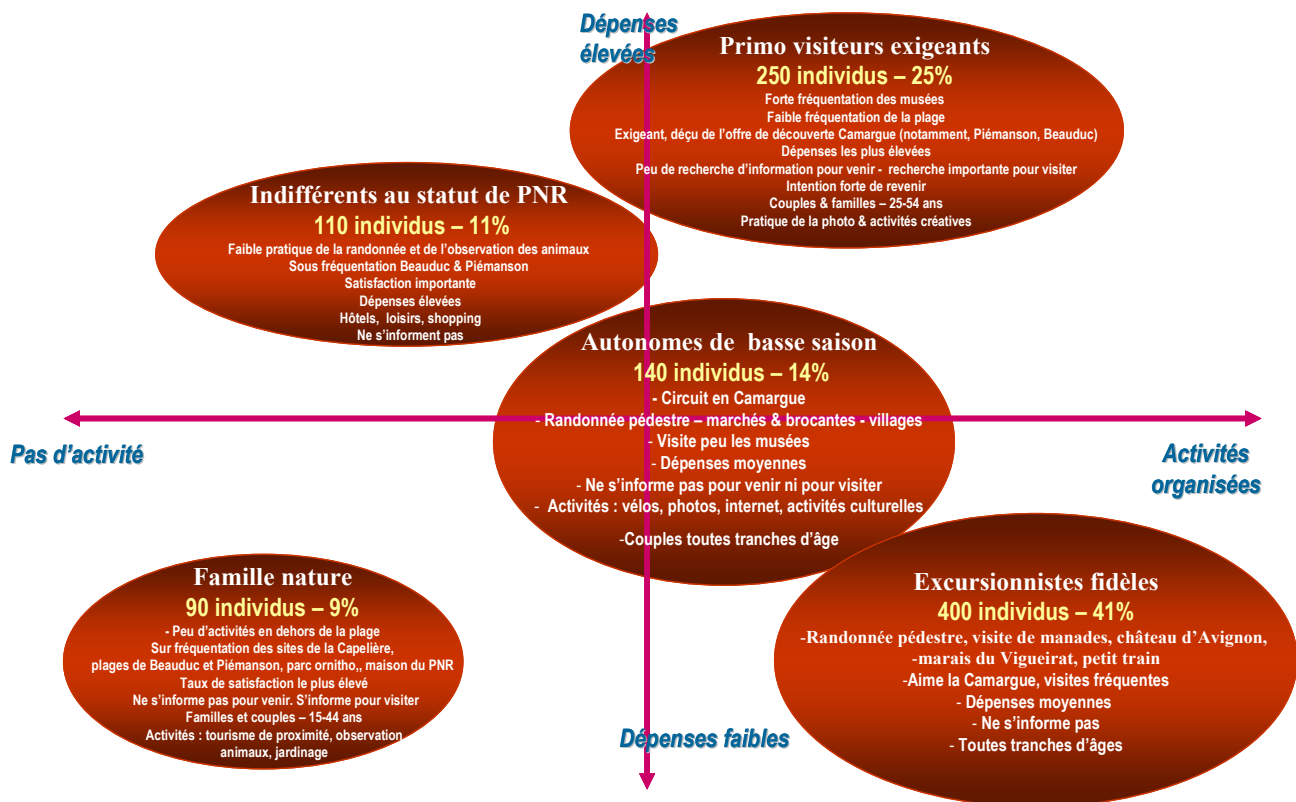 Dépenses
élevées
Primo visiteurs exigeants
250 individus – 25%
Forte fréquentation des musées
Faible fréquentation de la plage
Exigeant, déçu de l'offre de découverte Camargue (notamment, Piémanson, Beauduc)
Dépenses les plus élevées
Peu de recherche d'information pour venir - recherche importante pour visiter
Intention forte de revenir
Couples & familles – 25-54 ans
Pratique de la photo & activités créatives
Indifférents au statut de PNR
110 individus – 11%
Faible pratique de la randonnée et de l'observation des animaux
Sous fréquentation Beauduc & Piémanson
Satisfaction importante
Dépenses élevées
Hôtels, loisirs, shopping
Ne s'informent pas
Autonomes de basse saison
140 individus – 14%
- Circuit en Camargue
- Randonnée pédestre – marchés & brocantes - villages
- Visite peu les musées
- Dépenses moyennes
- Ne s'informe pas pour venir ni pour visiter
- Activités : vélos, photos, internet, activités culturelles
-Couples toutes tranches d'âge
Pas d'activité
Activités
organisées
Famille nature
90 individus – 9%
- Peu d'activités en dehors de la plage
Sur fréquentation des sites de la Capelière,
plages de Beauduc et Piémanson, parc ornitho,, maison du PNR
Taux de satisfaction le plus élevé
Ne s'informe pas pour venir. S'informe pour visiter
Familles et couples – 15-44 ans
Activités : tourisme de proximité, observation
animaux, jardinage
Excursionnistes fidèles
400 individus – 41%
-Randonnée pédestre, visite de manades, château d'Avignon,
-marais du Vigueirat, petit train
-Aime la Camargue, visites fréquentes
- Dépenses moyennes
- Ne s'informe pas
- Toutes tranches d'âges
Dépenses faibles